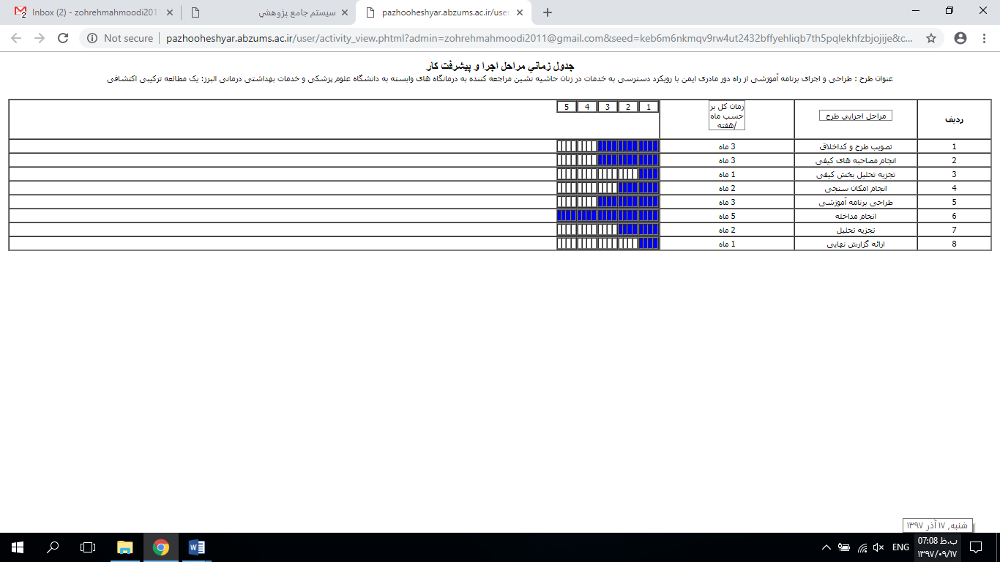 Inbox (2) - zohrehmahmoodi201
سيستم جامع پژوهشي
pazhooheshyar.abzums.ac.ir/user
Not secure
pazhooheshyar.abzums.ac.ir/user/activity_view.phtml?admin=zohrehmahmoodi2011@gmail.com&seed=keb6m6nkmqv9rw4ut2432bffyehliqb7th5pqlekhfzbjojije&c...
جدول زماني مراحل اجرا و پيشرفت كار
عنوان طرح : طراحی و اجرای برنامه آموزشی از راه دور مادری ایمن با رویکرد دسترسی به خدمات در زنان حاشیه نشین مراجعه کننده به درمانگاه های وابسته به دانشگاه علوم پزشکی و خدمات بهداشتی درمانی البرز: یک مطالعه ترکیبی اکتشافی
ردیف
مراحل اجرايي طرح
زمان کل بر
حسب ماه
/هفته
1 2 3 4 5
1 تصویب طرح و کداخلاق 3 ماه
2 انجام مصاحبه های کیفی 3 ماه
3 تجزیه تحلیل بخش کیفی 1 ماه
4 انجام امکان سنجی 2 ماه
5 طراحی برنامه آموزشی 3 ماه
6 انجام مداخله 5 ماه
7 تجزیه تحلیل 2 ماه
8 ارائه گزارش نهایی 1 ماه
شنبه, ۱۷ آذر ۱۳۹۷
ENG
07:08 ب.ظ
۱۳۹۷/۰۹/۱۷